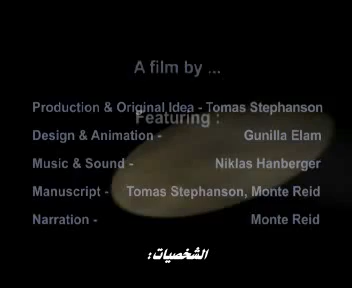 A film by ...
Production & Original Idea - Tomas Stephanson
Featuring :
Design & Animation - Gunilla Elam
Music & Sound - Niklas Hanberger
Manuscript - Tomas Stephanson, Monte Reid
Narration - Monte Reid
الشخصيات: